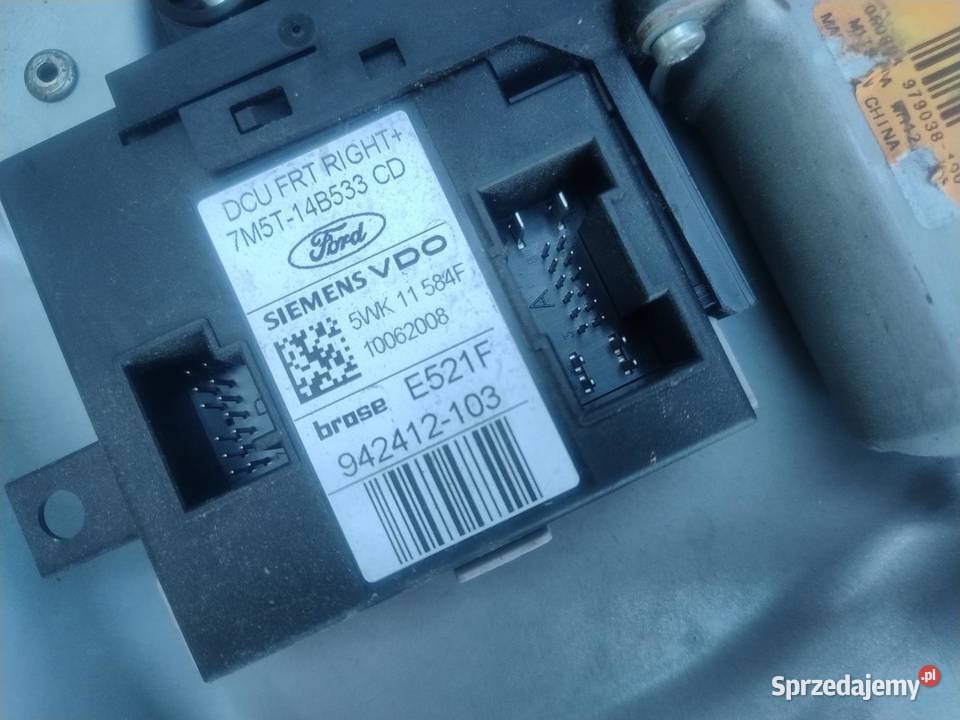 DCU FRT RIGHT+
7M5T-14B533 CD
Ford
SIEMENS VDO
5WK 11 584F
10062008
brose E521F
942412-103
A
979038-
CHINA
Sprzedajemy.pl